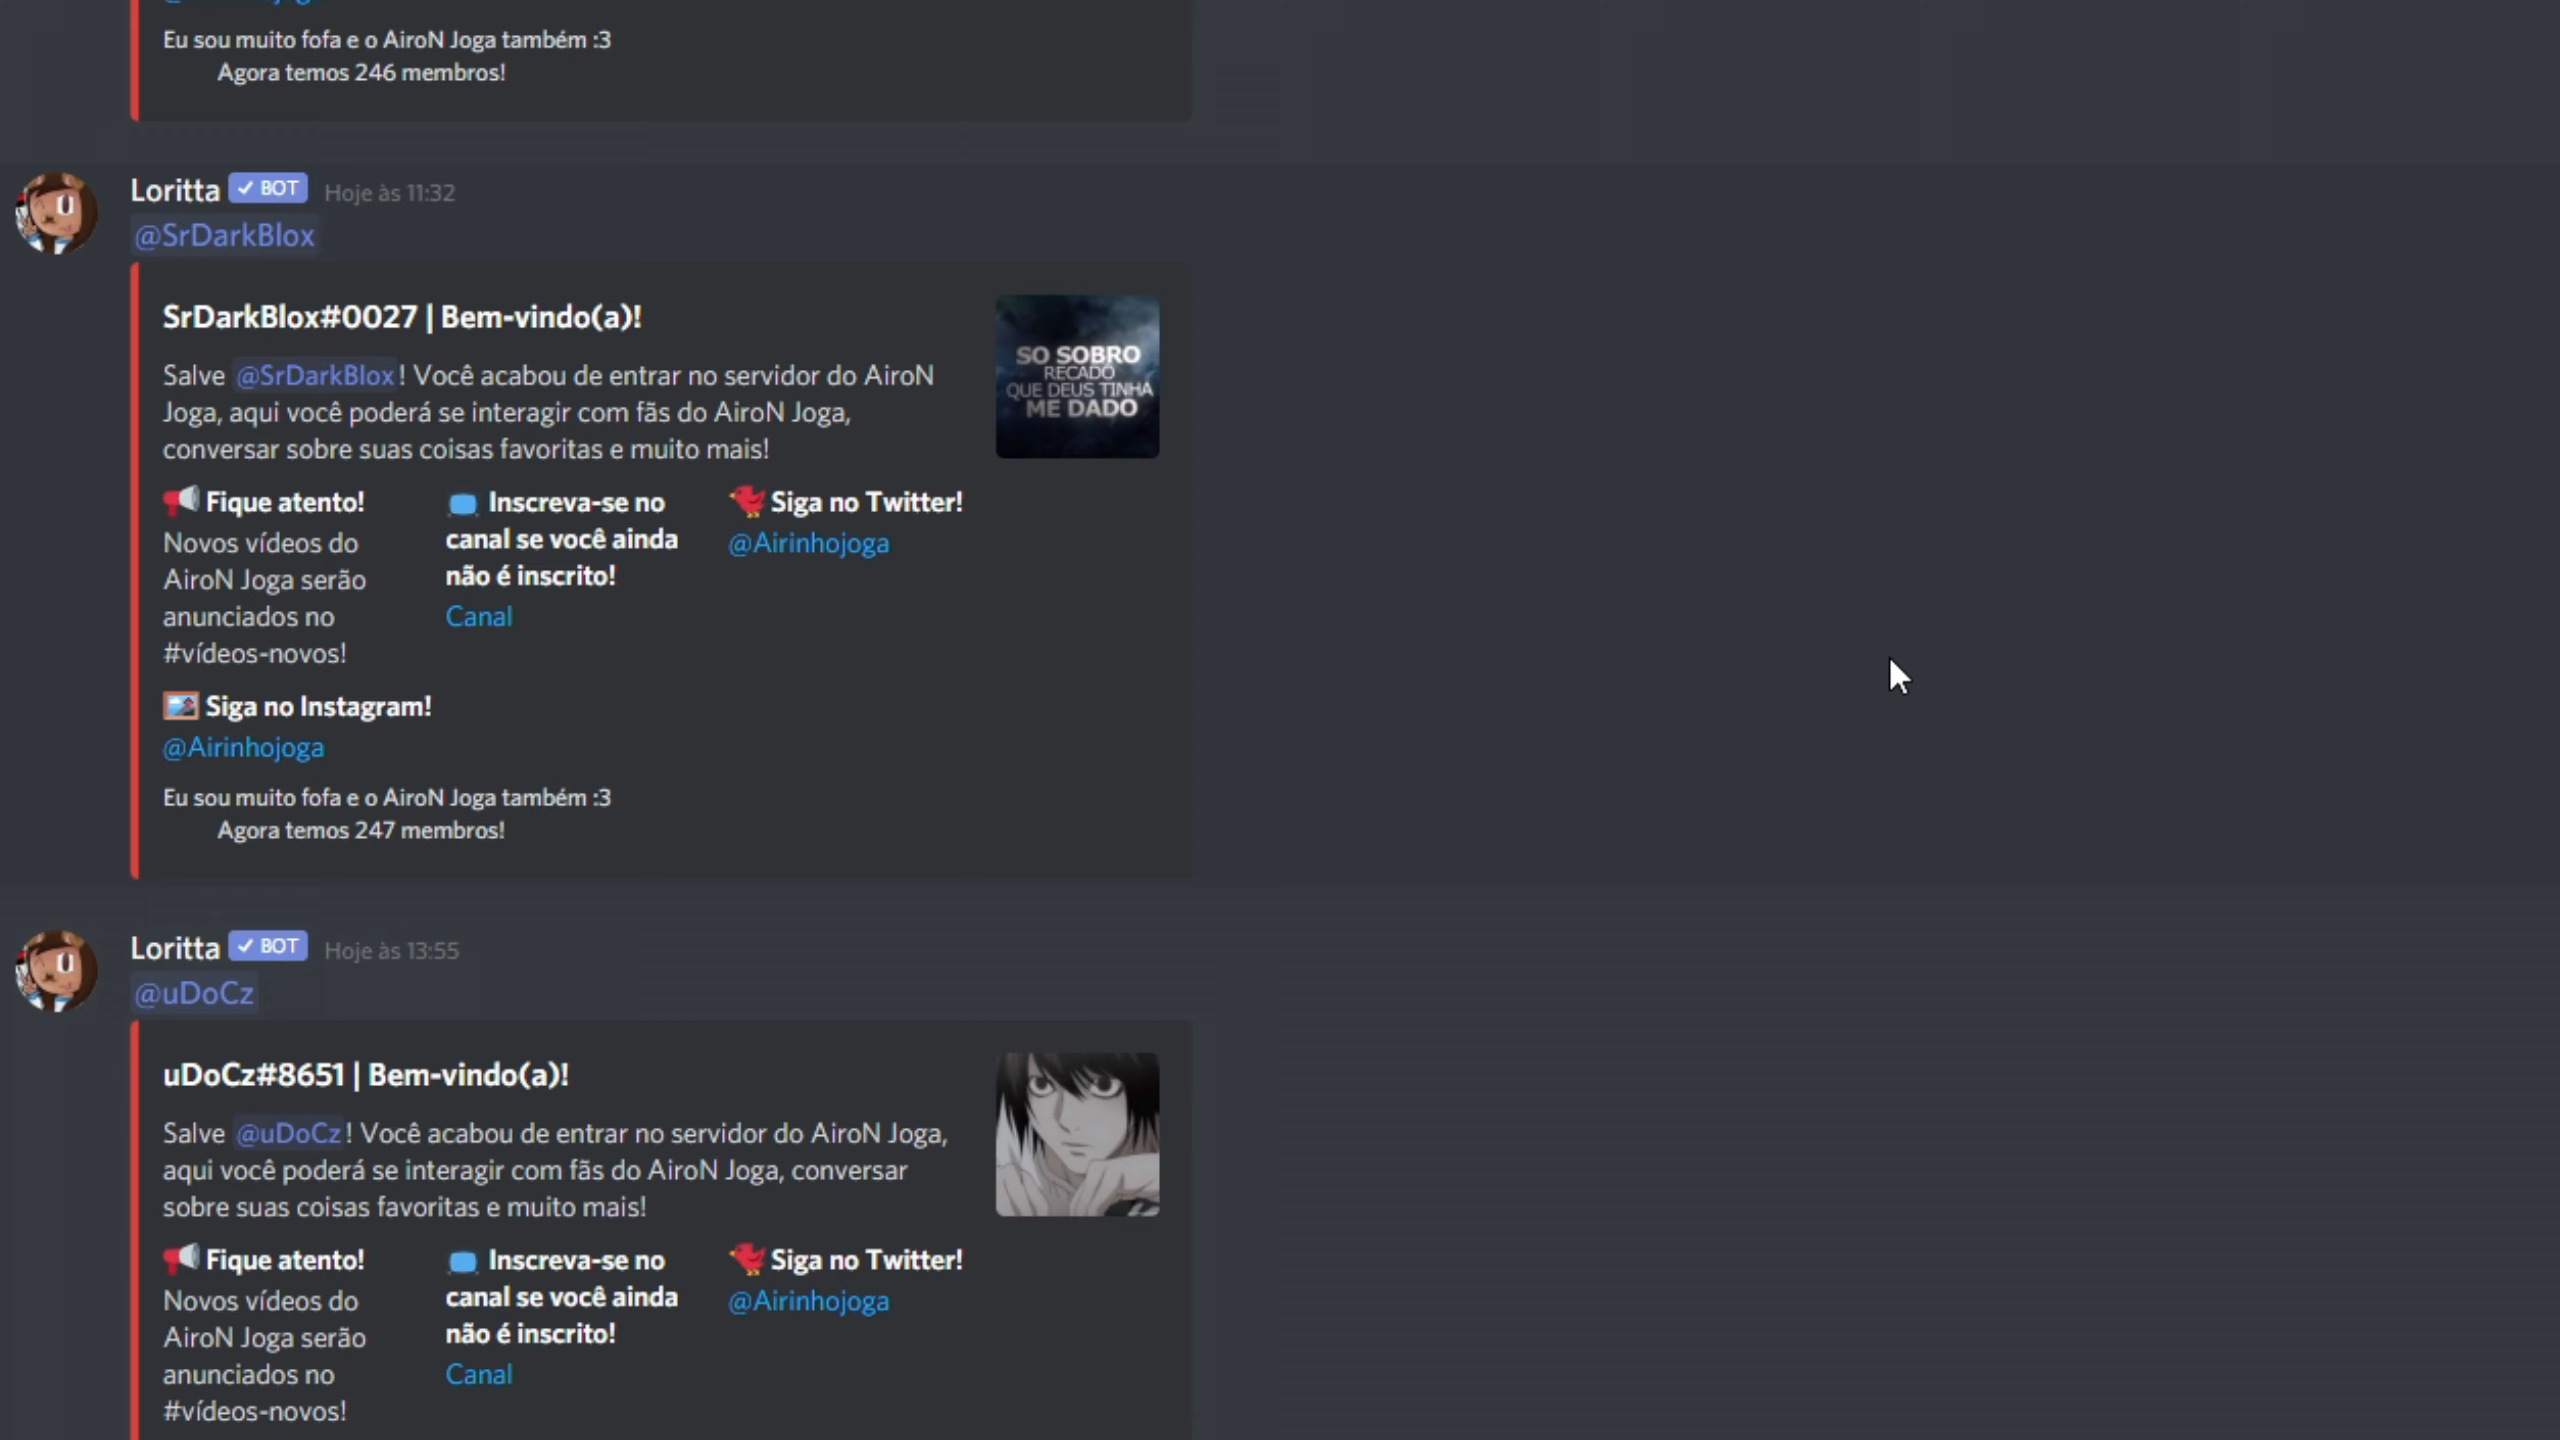 Eu sou muito fofa e o AiroN Joga também :3
Agora temos 246 membros!
Loritta ✓ BOT Hoje às 11:32
@SrDarkBlox
SrDarkBlox#0027 | Bem-vindo(a)!
Salve @SrDarkBlox! Você acabou de entrar no servidor do AiroN
Joga, aqui você poderá se interagir com fãs do AiroN Joga,
conversar sobre suas coisas favoritas e muito mais!
SO SOBRO
RECADO
QUE DEUS TINHA
ME DADO
Fique atento!
Novos vídeos do
AiroN Joga serão
anunciados no
#vídeos-novos!
Inscreva-se no
canal se você ainda
não é inscrito!
Canal
Siga no Twitter!
@Airinhojoga
Siga no Instagram!
@Airinhojoga
Eu sou muito fofa e o AiroN Joga também :3
Agora temos 247 membros!
Loritta ✓ BOT Hoje às 13:55
@uDoCz
uDoCz#8651 | Bem-vindo(a)!
Salve @uDoCz! Você acabou de entrar no servidor do AiroN Joga,
aqui você poderá se interagir com fãs do AiroN Joga, conversar
sobre suas coisas favoritas e muito mais!
Fique atento!
Novos vídeos do
AiroN Joga serão
anunciados no
#vídeos-novos!
Inscreva-se no
canal se você ainda
não é inscrito!
Canal
Siga no Twitter!
@Airinhojoga